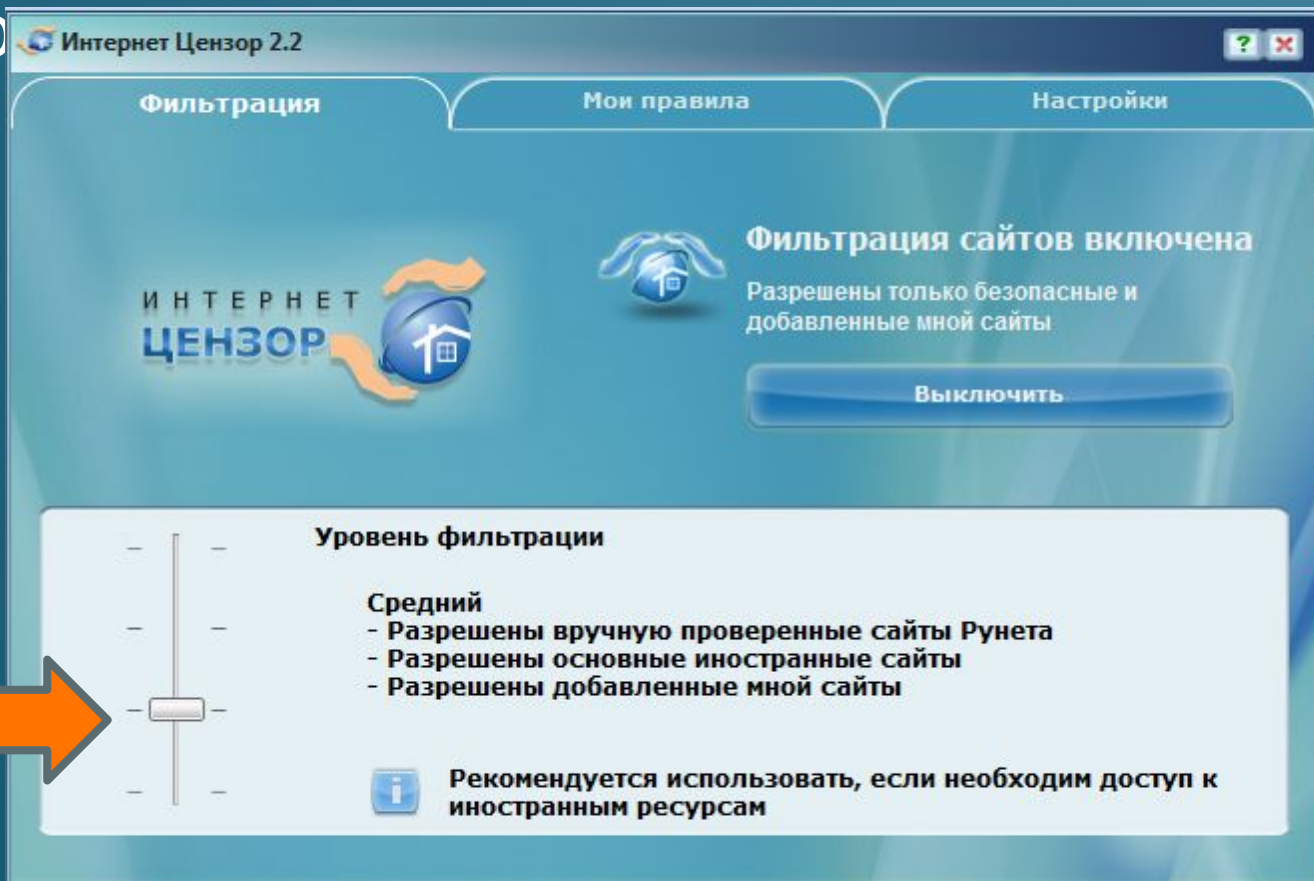 Интернет Цензор 2.2
Фильтрация
Мои правила
Настройки
ИНТЕРНЕТ
ЦЕНЗОР
Фильтрация сайтов включена
Разрешены только безопасные и
добавленные мной сайты
Выключить
Уровень фильтрации
Средний
- Разрешены вручную проверенные сайты Рунета
- Разрешены основные иностранные сайты
- Разрешены добавленные мной сайты
Рекомендуется использовать, если необходим доступ к
иностранным ресурсам